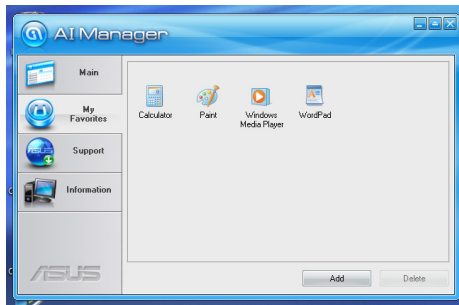 AI Manager
Main
My
Favorites
Support
Information
Calculator
Paint
Windows
Media Player
WordPad
ASUS
Add
Delete